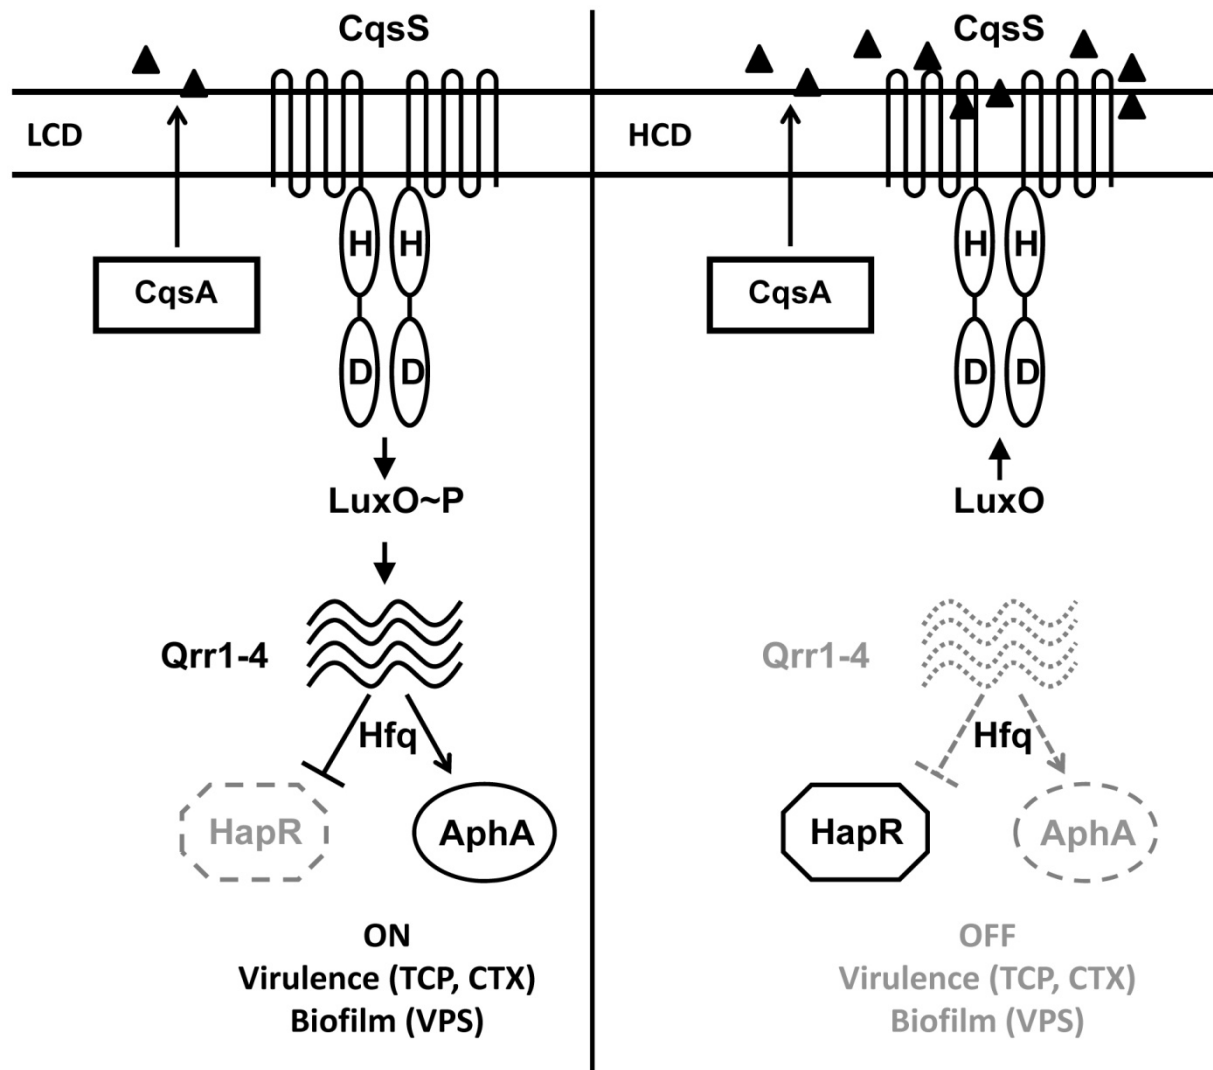 CqsS
LCD
H H
CqsA
D D
LuxO~P
Qrr1-4
Hfq
HapR
AphA
ON
Virulence (TCP, CTX)
Biofilm (VPS)
CqsS
HCD
H H
CqsA
D D
LuxO
Qrr1-4
Hfq
HapR
AphA
OFF
Virulence (TCP, CTX)
Biofilm (VPS)